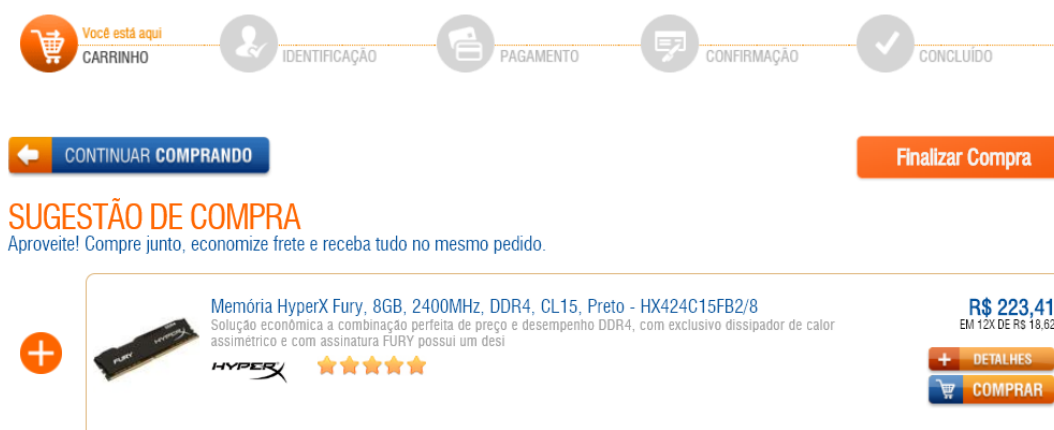 Você está aqui
CARRINHO
IDENTIFICAÇÃO
PAGAMENTO
CONFIRMAÇÃO
CONCLUÍDO
CONTINUAR COMPRANDO
Finalizar Compra
SUGESTÃO DE COMPRA
Aproveite! Compre junto, economize frete e receba tudo no mesmo pedido.
Memória HyperX Fury, 8GB, 2400MHz, DDR4, CL15, Preto - HX424C15FB2/8
R$ 223,41
Solução econômica a combinação perfeita de preço e desempenho DDR4, com exclusivo dissipador de calor
EM 12X DE R$ 18,62
assimétrico e com assinatura FURY possui um desi
FURY
HYPERX
HYPERX
DETALHES
COMPRAR